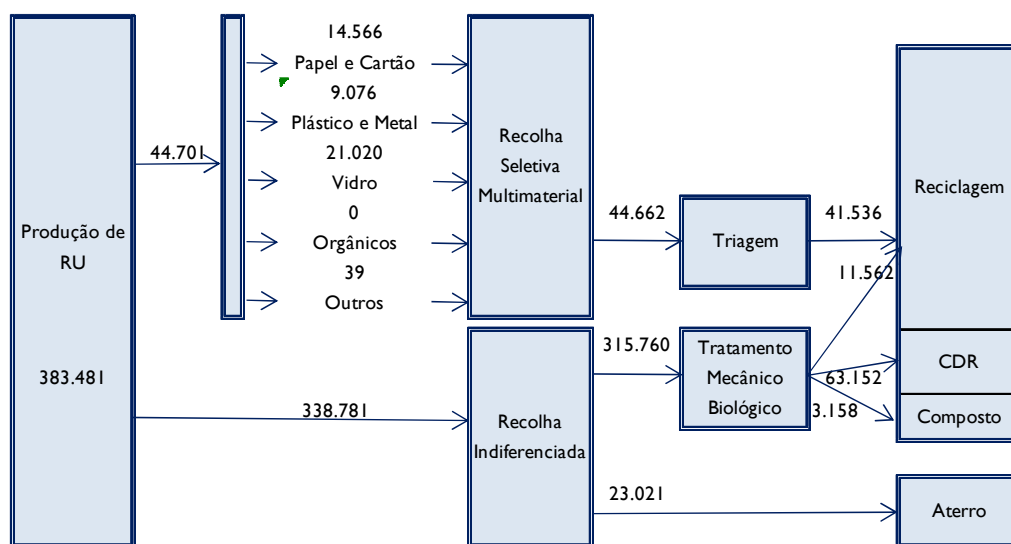 Produção de
RU
383.481
44.701
338.781
14.566
Papel e Cartão
9.076
Plástico e Metal
21.020
Vidro
0
Orgânicos
39
Outros
Recolha
Seletiva
Multimaterial
Recolha
Indiferenciada
44.662
Triagem
41.536
315.760
Tratamento
Mecânico
Biológico
11.562
63.152
3.158
23.021
Reciclagem
CDR
Composto
Aterro